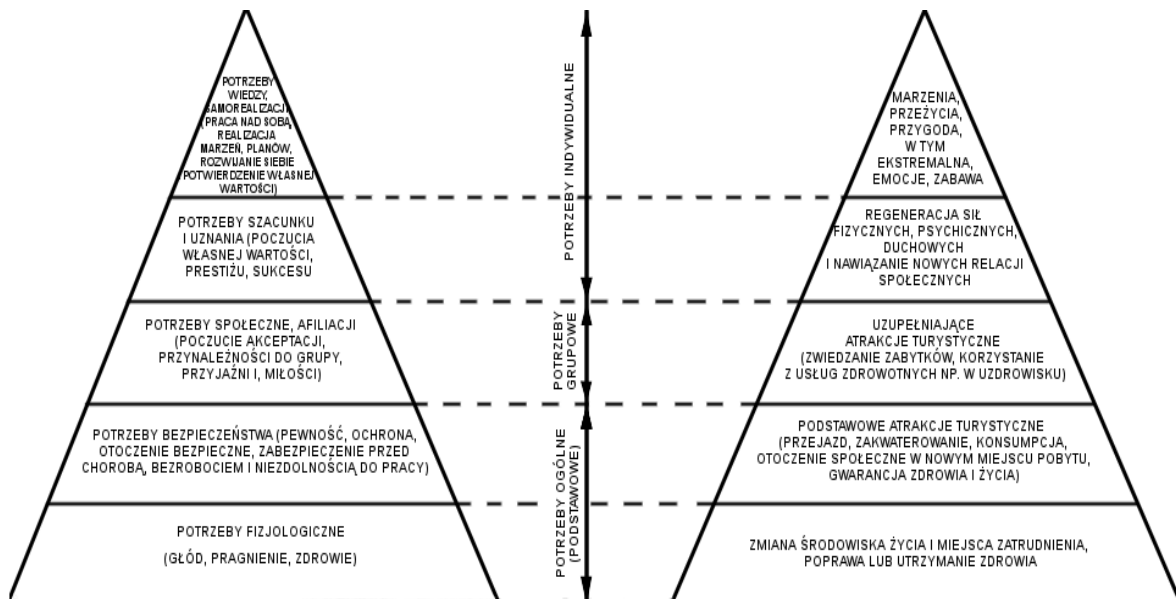 POTRZEBY
WIEDZY,
SAMOREALIZACJI
(PRACA NAD SOBĄ,
REALIZACJA
MARZEŃ, PLANÓW,
ROZWIJANIE SIEBIE
POTWIERDZENIE WŁASNEJ
WARTOŚCI)
POTRZEBY SZACUNKU
I UZNANIA (POCZUCIA
WŁASNEJ WARTOŚCI,
PRESTIŻU, SUKCESU
POTRZEBY SPOŁECZNE, AFILIACJI
(POCZUCIE AKCEPTACJI,
PRZYNALEŻNOŚCI DO GRUPY,
PRZYJAŹNI I, MIŁOŚCI)
POTRZEBY BEZPIECZEŃSTWA (PEWNOŚĆ, OCHRONA,
OTOCZENIE BEZPIECZNE, ZABEZPIECZENIE PRZED
CHOROBĄ, BEZROBOCIEM I NIEZDOLNOŚCIĄ DO PRACY)
POTRZEBY FIZJOLOGICZNE
(GŁÓD, PRAGNIENIE, ZDROWIE)
POTRZEBY INDYWIDUALNE
POTRZEBY
GRUPOWE
POTRZEBY OGÓLNE
(PODSTAWOWE)
MARZENIA,
PRZEŻYCIA,
PRZYGODA,
W TYM
EKSTREMALNA,
EMOCJE, ZABAWA
REGENERACJA SIŁ
FIZYCZNYCH, PSYCHICZNYCH,
DUCHOWYCH
I NAWIĄZANIE NOWYCH RELACJI
SPOŁECZNYCH
UZUPEŁNIAJĄCE
ATRAKCJE TURYSTYCZNE
(ZWIEDZANIE ZABYTKÓW, KORZYSTANIE
Z USŁUG ZDROWOTNYCH NP. W UZDROWISKU)
PODSTAWOWE ATRAKCJE TURYSTYCZNE
(PRZEJAZD, ZAKWATEROWANIE, KONSUMPCJA,
OTOCZENIE SPOŁECZNE W NOWYM MIEJSCU POBYTU,
GWARANCJA ZDROWIA I ŻYCIA)
ZMIANA ŚRODOWISKA ŻYCIA I MIEJSCA ZATRUDNIENIA,
POPRAWA LUB UTRZYMANIE ZDROWIA